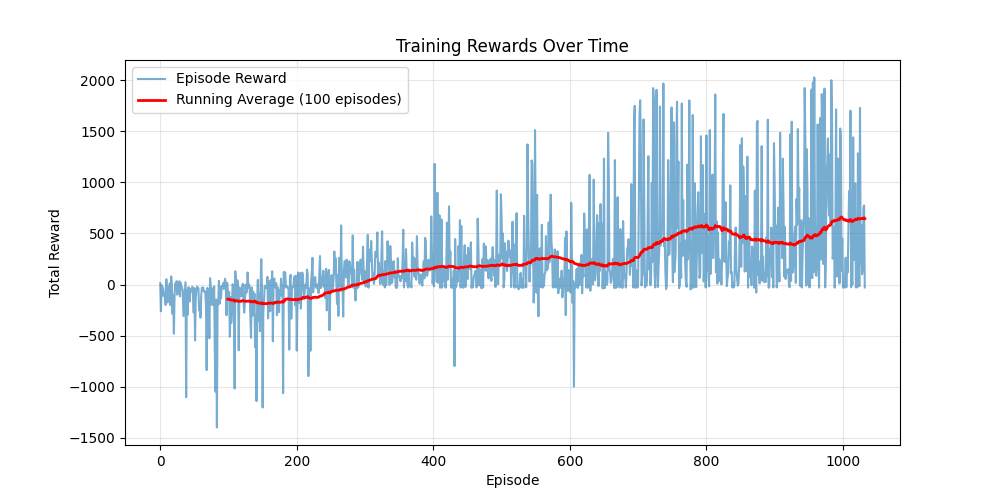 Training Rewards Over Time
Episode Reward
Running Average (100 episodes)
Total Reward
2000
1500
1000
500
0
−500
−1000
−1500
0 200 400 600 800 1000
Episode